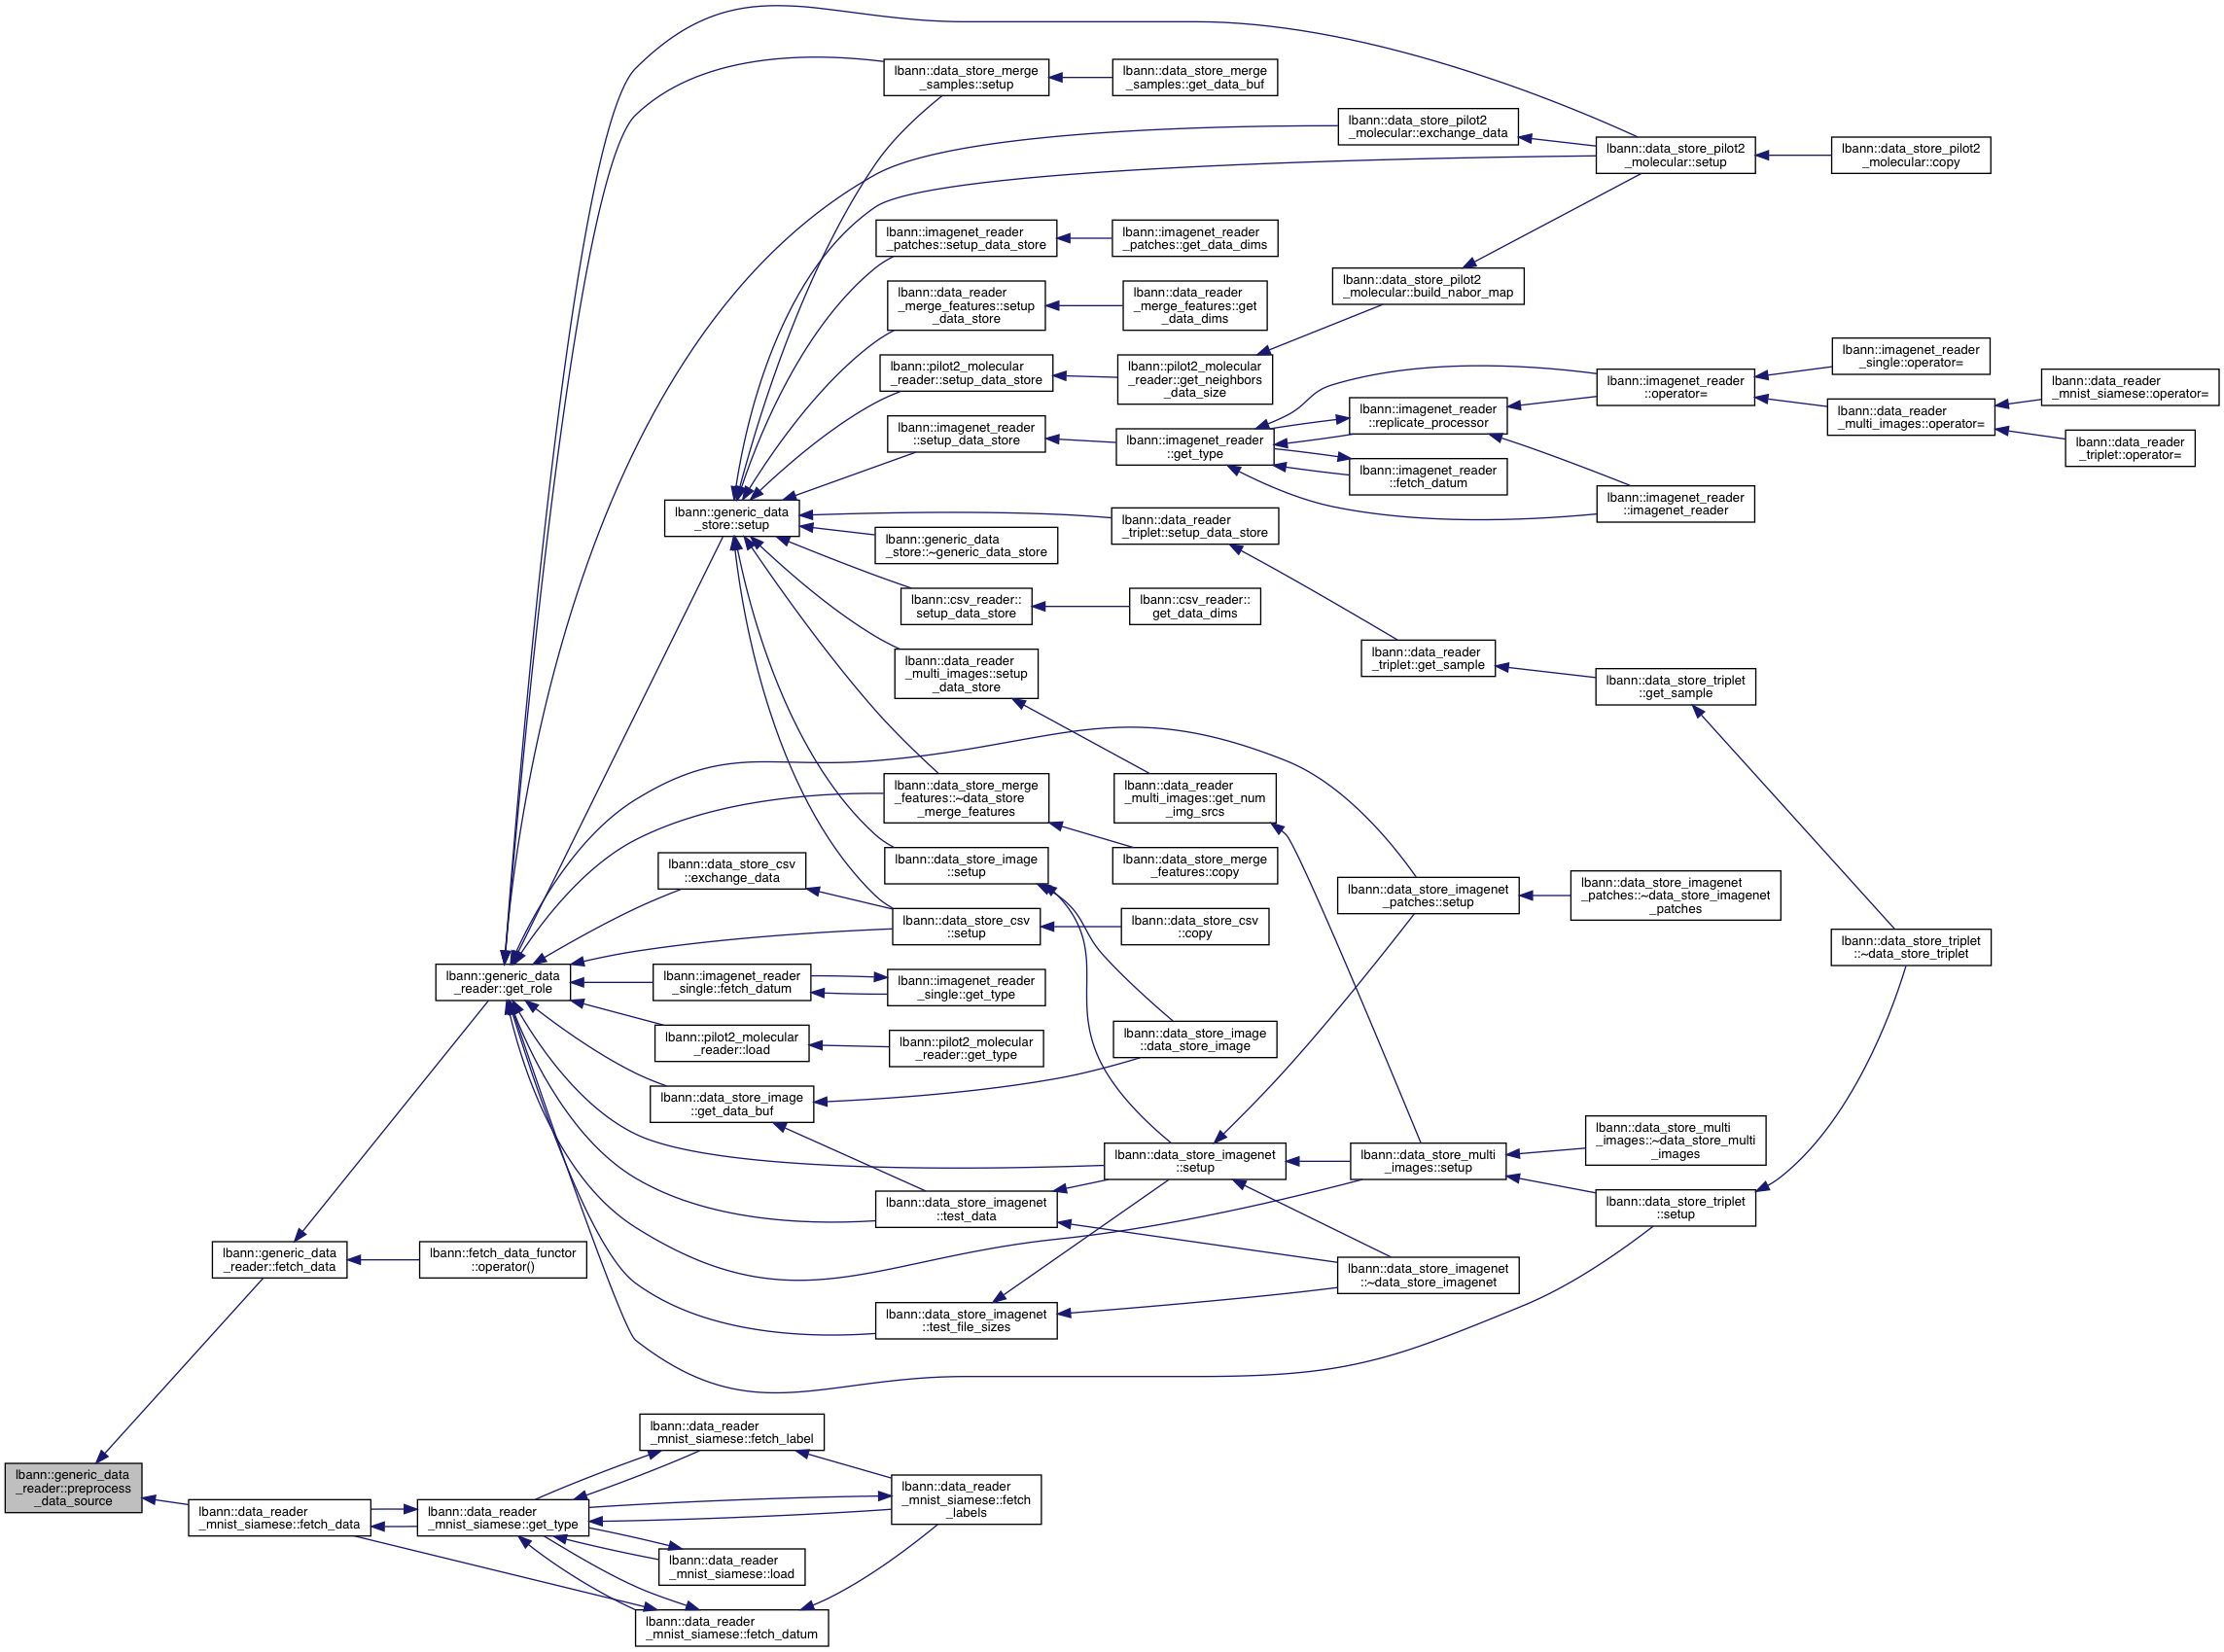 lbann::data_store_merge
_samples::setup
lbann::data_store_merge
_samples::get_data_buf
lbann::data_store_pilot2
_molecular::exchange_data
lbann::data_store_pilot2
_molecular::setup
lbann::data_store_pilot2
_molecular::copy
lbann::imagenet_reader
_patches::setup_data_store
lbann::imagenet_reader
_patches::get_data_dims
lbann::data_store_pilot2
_molecular::build_nabor_map
lbann::data_reader
_merge_features::setup
_data_store
lbann::data_reader
_merge_features::get
_data_dims
lbann::pilot2_molecular
_reader::setup_data_store
lbann::pilot2_molecular
_reader::get_neighbors
_data_size
lbann::imagenet_reader
_single::operator=
lbann::imagenet_reader
::operator=
lbann::data_reader
_mnist_siamese::operator=
lbann::data_reader
_multi_images::operator=
lbann::data_reader
_triplet::operator=
lbann::imagenet_reader
::replicate_processor
lbann::imagenet_reader
::setup_data_store
lbann::imagenet_reader
::get_type
lbann::imagenet_reader
::fetch_datum
lbann::imagenet_reader
::imagenet_reader
lbann::generic_data
_store::setup
lbann::data_reader
_triplet::setup_data_store
lbann::generic_data
_store::~generic_data_store
lbann::csv_reader::
setup_data_store
lbann::csv_reader::
get_data_dims
lbann::data_reader
_triplet::get_sample
lbann::data_store_triplet
::get_sample
lbann::data_reader
_multi_images::setup
_data_store
lbann::data_store_merge
_features::~data_store
_merge_features
lbann::data_reader
_multi_images::get_num
_img_srcs
lbann::data_store_csv
::exchange_data
lbann::data_store_image
::setup
lbann::data_store_merge
_features::copy
lbann::data_store_imagenet
_patches::setup
lbann::data_store_imagenet
_patches::~data_store_imagenet
_patches
lbann::data_store_csv
::setup
lbann::data_store_csv
::copy
lbann::data_store_triplet
::~data_store_triplet
lbann::generic_data
_reader::get_role
lbann::imagenet_reader
_single::fetch_datum
lbann::imagenet_reader
_single::get_type
lbann::pilot2_molecular
_reader::load
lbann::pilot2_molecular
_reader::get_type
lbann::data_store_image
::data_store_image
lbann::data_store_image
::get_data_buf
lbann::data_store_imagenet
::setup
lbann::data_store_multi
_images::setup
lbann::data_store_multi
_images::~data_store_multi
_images
lbann::data_store_imagenet
::test_data
lbann::data_store_triplet
::setup
lbann::generic_data
_reader::fetch_data
lbann::fetch_data_functor
::operator()
lbann::data_store_imagenet
::~data_store_imagenet
lbann::data_store_imagenet
::test_file_sizes
lbann::generic_data
_reader::preprocess
_data_source
lbann::data_reader
_mnist_siamese::fetch_data
lbann::data_reader
_mnist_siamese::get_type
lbann::data_reader
_mnist_siamese::fetch_label
lbann::data_reader
_mnist_siamese::fetch
_labels
lbann::data_reader
_mnist_siamese::load
lbann::data_reader
_mnist_siamese::fetch_datum